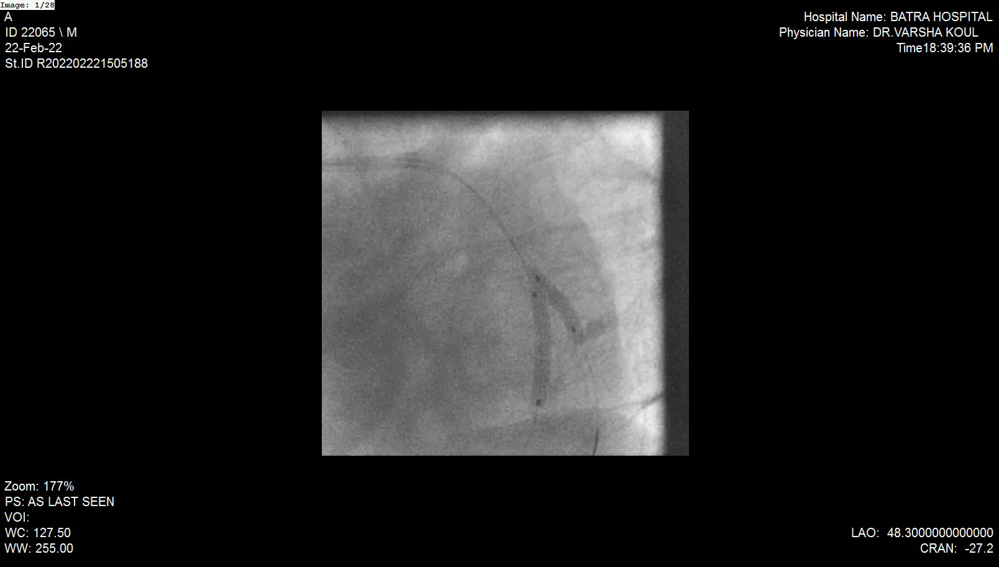 Image: 1/28
A
ID 22065 \ M
22-Feb-22
St.ID R202202221505188
Hospital Name: BATRA HOSPITAL
Physician Name: DR.VARSHA KOUL
Time18:39:36 PM
Zoom: 177%
PS: AS LAST SEEN
VOI:
WC: 127.50
WW: 255.00
LAO: 48.3000000000000
CRAN: -27.2